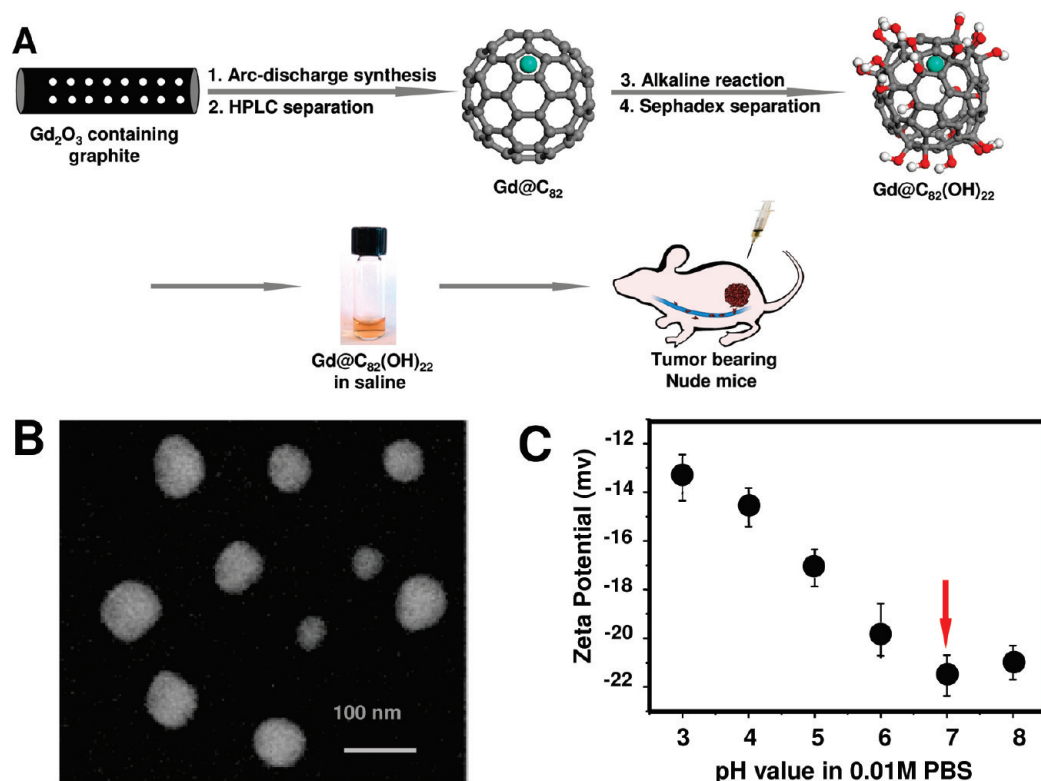 A
1. Arc-discharge synthesis
2. HPLC separation
3. Alkaline reaction
4. Sephadex separation
Gd₂O₃ containing
graphite
Gd@C₈₂
Gd@C₈₂(OH)₂₂
Gd@C₈₂(OH)₂₂
in saline
Tumor bearing
Nude mice
B
100 nm
C
Zeta Potential (mv)
-12
-14
-16
-18
-20
-22
3 4 5 6 7 8
pH value in 0.01M PBS